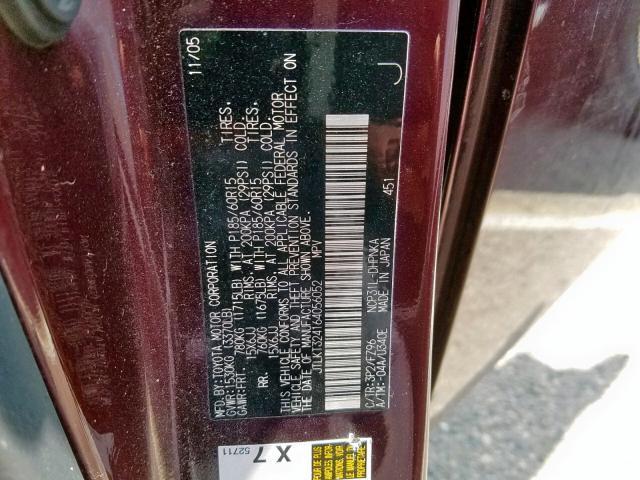 MFD.BY:TOYOTA MOTOR CORPORATION 11/05
GVWR:1530KG (3370LB)
GAWR:FRT. 780KG (1715LB) WITH P185/60R15 TIRES.
15X6JJ RIMS, AT 200KPA (29PSI) COLD.
RR. 760KG (1675LB) WITH P185/60R15 TIRES.
15X6JJ RIMS, AT 200KPA (29PSI) COLD.
VEHICLE CONFORMS TO ALL APPLICABLE FEDERAL MOTOR
VEHICLE SAFETY AND THEFT PREVENTION STANDARDS IN EFFECT ON
THE DATE OF MANUFACTURE SHOWN ABOVE.
JTLKT324164056052 MPV
C/TR:3P2/FZ96 NCP31L-DHPNKA 451 J
A/TM:-04A/U340E MADE IN JAPAN
X 7
52711